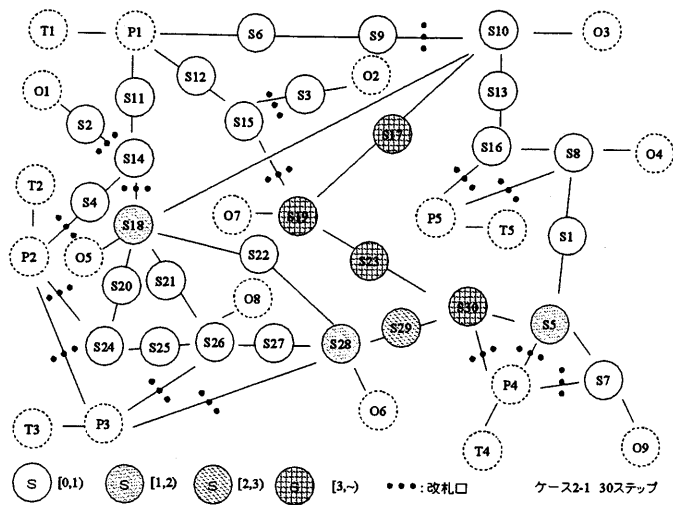 T1 P1 S6 S9 S10 O3
O1 S12 O2
S11 S3 S13
S2 S15 S17
S14 S16 S8 O4
T2 S4
O7 S19 P5 T5
P2 O5 S18 S22 S1
S23
S20 S21 O8 S30
S24 S25 S26 S27 S28 S29 S5
P4 S7
T3 P3 O6
T4 O9
S [0,1) S [1,2) S [2,3) S [3,~) :改札口 ケース2-1 30ステップ